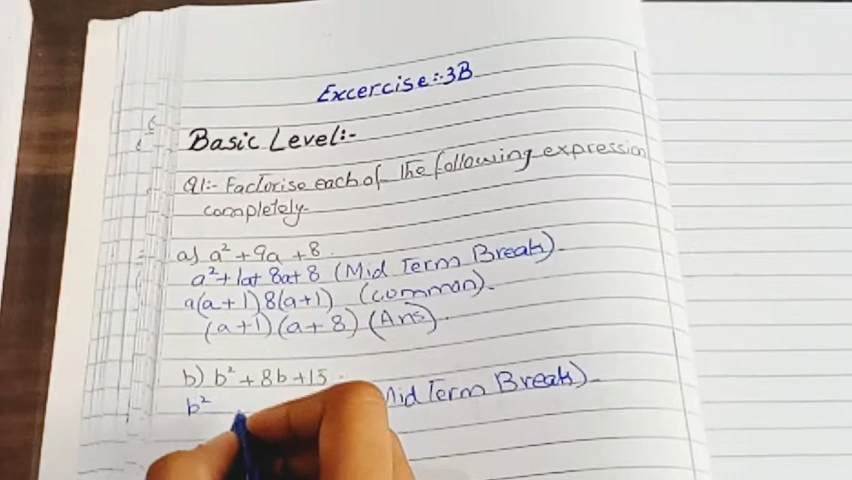 Excercise:-3B
Basic Level:-
Q1:- Factorise each of the following expression
completely.
a) a² + 9a + 8
a² + 1a + 8a + 8 (Mid Term Break).
a(a + 1) 8(a + 1) (common).
(a + 1) (a + 8) (Ans).
b) b² + 8b + 15
b² Mid Term Break).